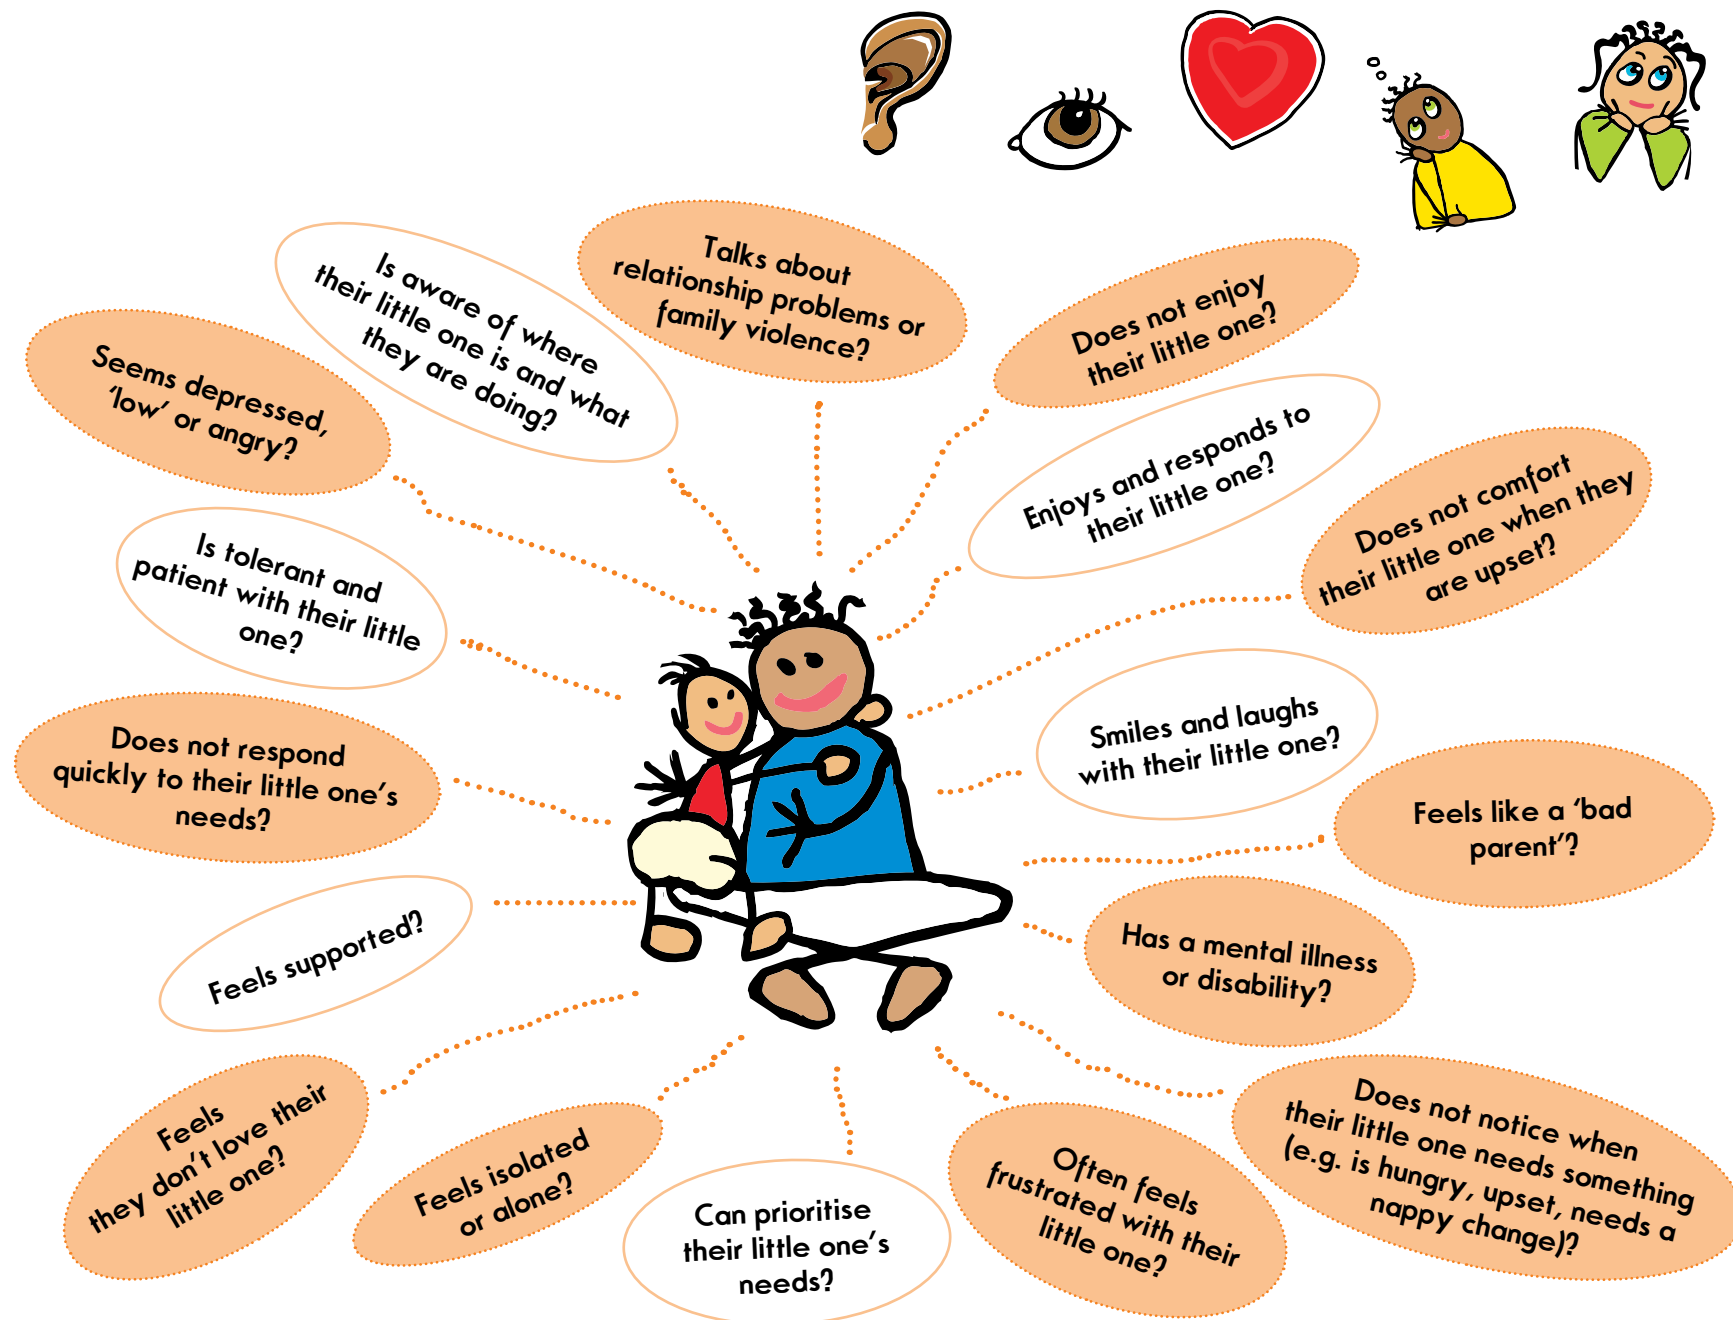 Talks about
relationship problems or
family violence?
Is aware of where
their little one is and what
they are doing?
Does not enjoy
their little one?
Seems depressed,
'low' or angry?
Enjoys and responds to
their little one?
Does not comfort
their little one when they
are upset?
Is tolerant and
patient with their little
one?
Smiles and laughs
with their little one?
Does not respond
quickly to their little one's
needs?
Feels like a 'bad
parent'?
Feels supported?
Has a mental illness
or disability?
Feels
they don't love their
little one?
Feels isolated
or alone?
Can prioritise
their little one's
needs?
Often feels
frustrated with their
little one?
Does not notice when
their little one needs something
(e.g. is hungry, upset, needs a
nappy change)?